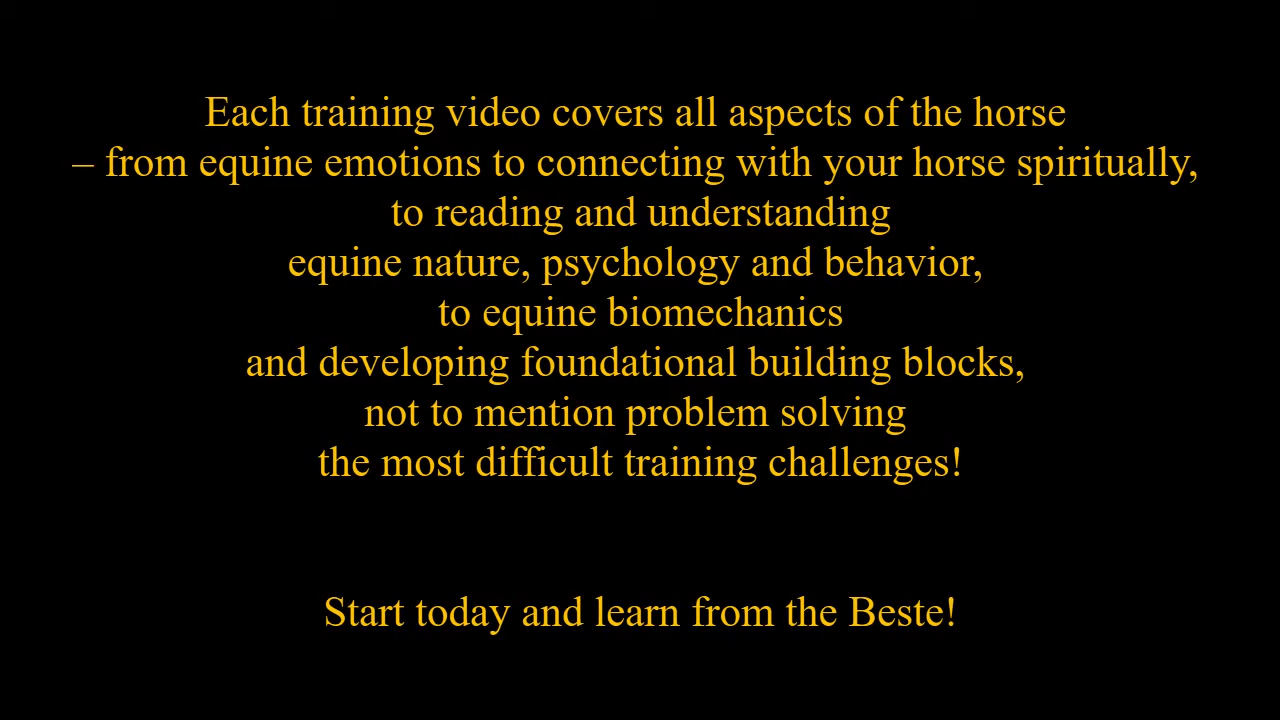 Each training video covers all aspects of the horse
– from equine emotions to connecting with your horse spiritually,
to reading and understanding
equine nature, psychology and behavior,
to equine biomechanics
and developing foundational building blocks,
not to mention problem solving
the most difficult training challenges!
Start today and learn from the Beste!